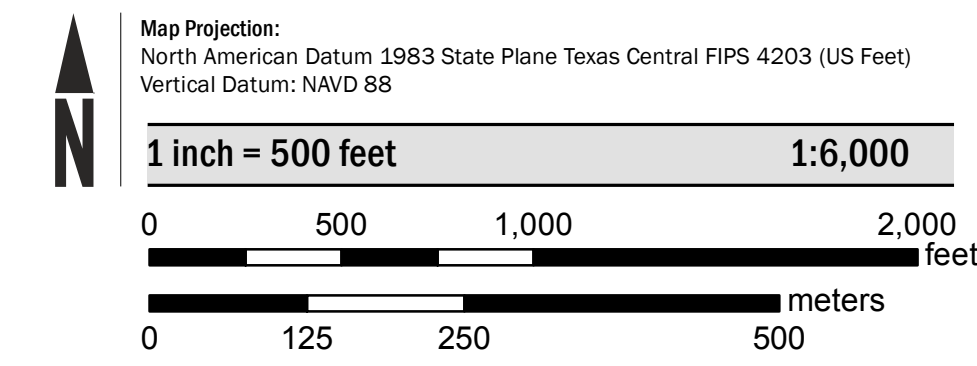 Map Projection:
North American Datum 1983 State Plane Texas Central FIPS 4203 (US Feet)
Vertical Datum: NAVD 88
N
1 inch = 500 feet 1:6,000
0 500 1,000 2,000
feet
meters
0 125 250 500